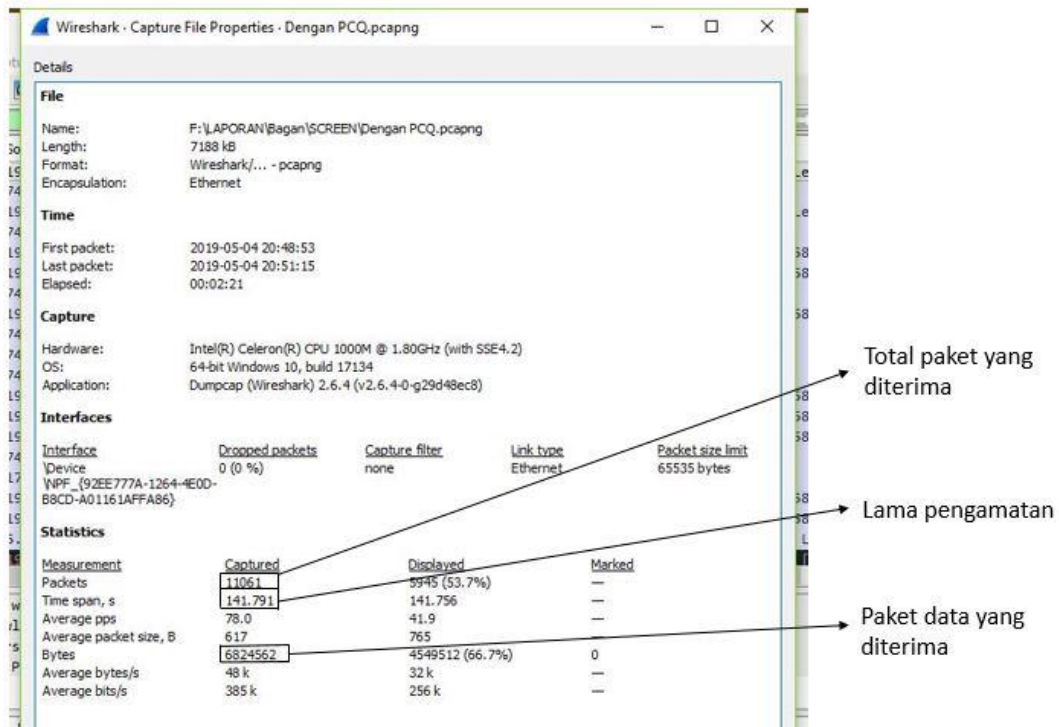 Wireshark · Capture File Properties · Dengan PCQ.pcapng
Details
File
Name: F:\LAPORAN\Bagan\SCREEN\Dengan PCQ.pcapng
Length: 7188 kB
Format: Wireshark/... - pcapng
Encapsulation: Ethernet
Time
First packet: 2019-05-04 20:48:53
Last packet: 2019-05-04 20:51:15
Elapsed: 00:02:21
Capture
Hardware: Intel(R) Celeron(R) CPU 1000M @ 1.80GHz (with SSE4.2)
OS: 64-bit Windows 10, build 17134
Application: Dumpcap (Wireshark) 2.6.4 (v2.6.4-0-g29d48ec8)
Interfaces
Interface Dropped packets Capture filter Link type Packet size limit
\Device 0 (0 %) none Ethernet 65535 bytes
\NPF_{92EE777A-1264-4E0D-
B8CD-A01161AFFA86}
Statistics
Measurement Captured Displayed Marked
Packets 11061 5945 (53.7%) —
Time span, s 141.791 141.756 —
Average pps 78.0 41.9 —
Average packet size, B 617 765 —
Bytes 6824562 4549512 (66.7%) 0
Average bytes/s 48 k 32 k —
Average bits/s 385 k 256 k —
Total paket yang
diterima
Lama pengamatan
Paket data yang
diterima